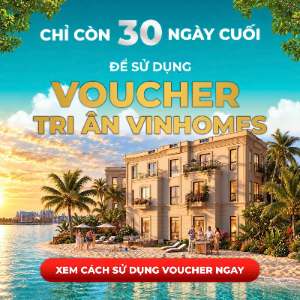 CHỈ CÒN 30 NGÀY CUỐI
ĐỂ SỬ DỤNG
VOUCHER
TRI ÂN VINHOMES
XEM CÁCH SỬ DỤNG VOUCHER NGAY